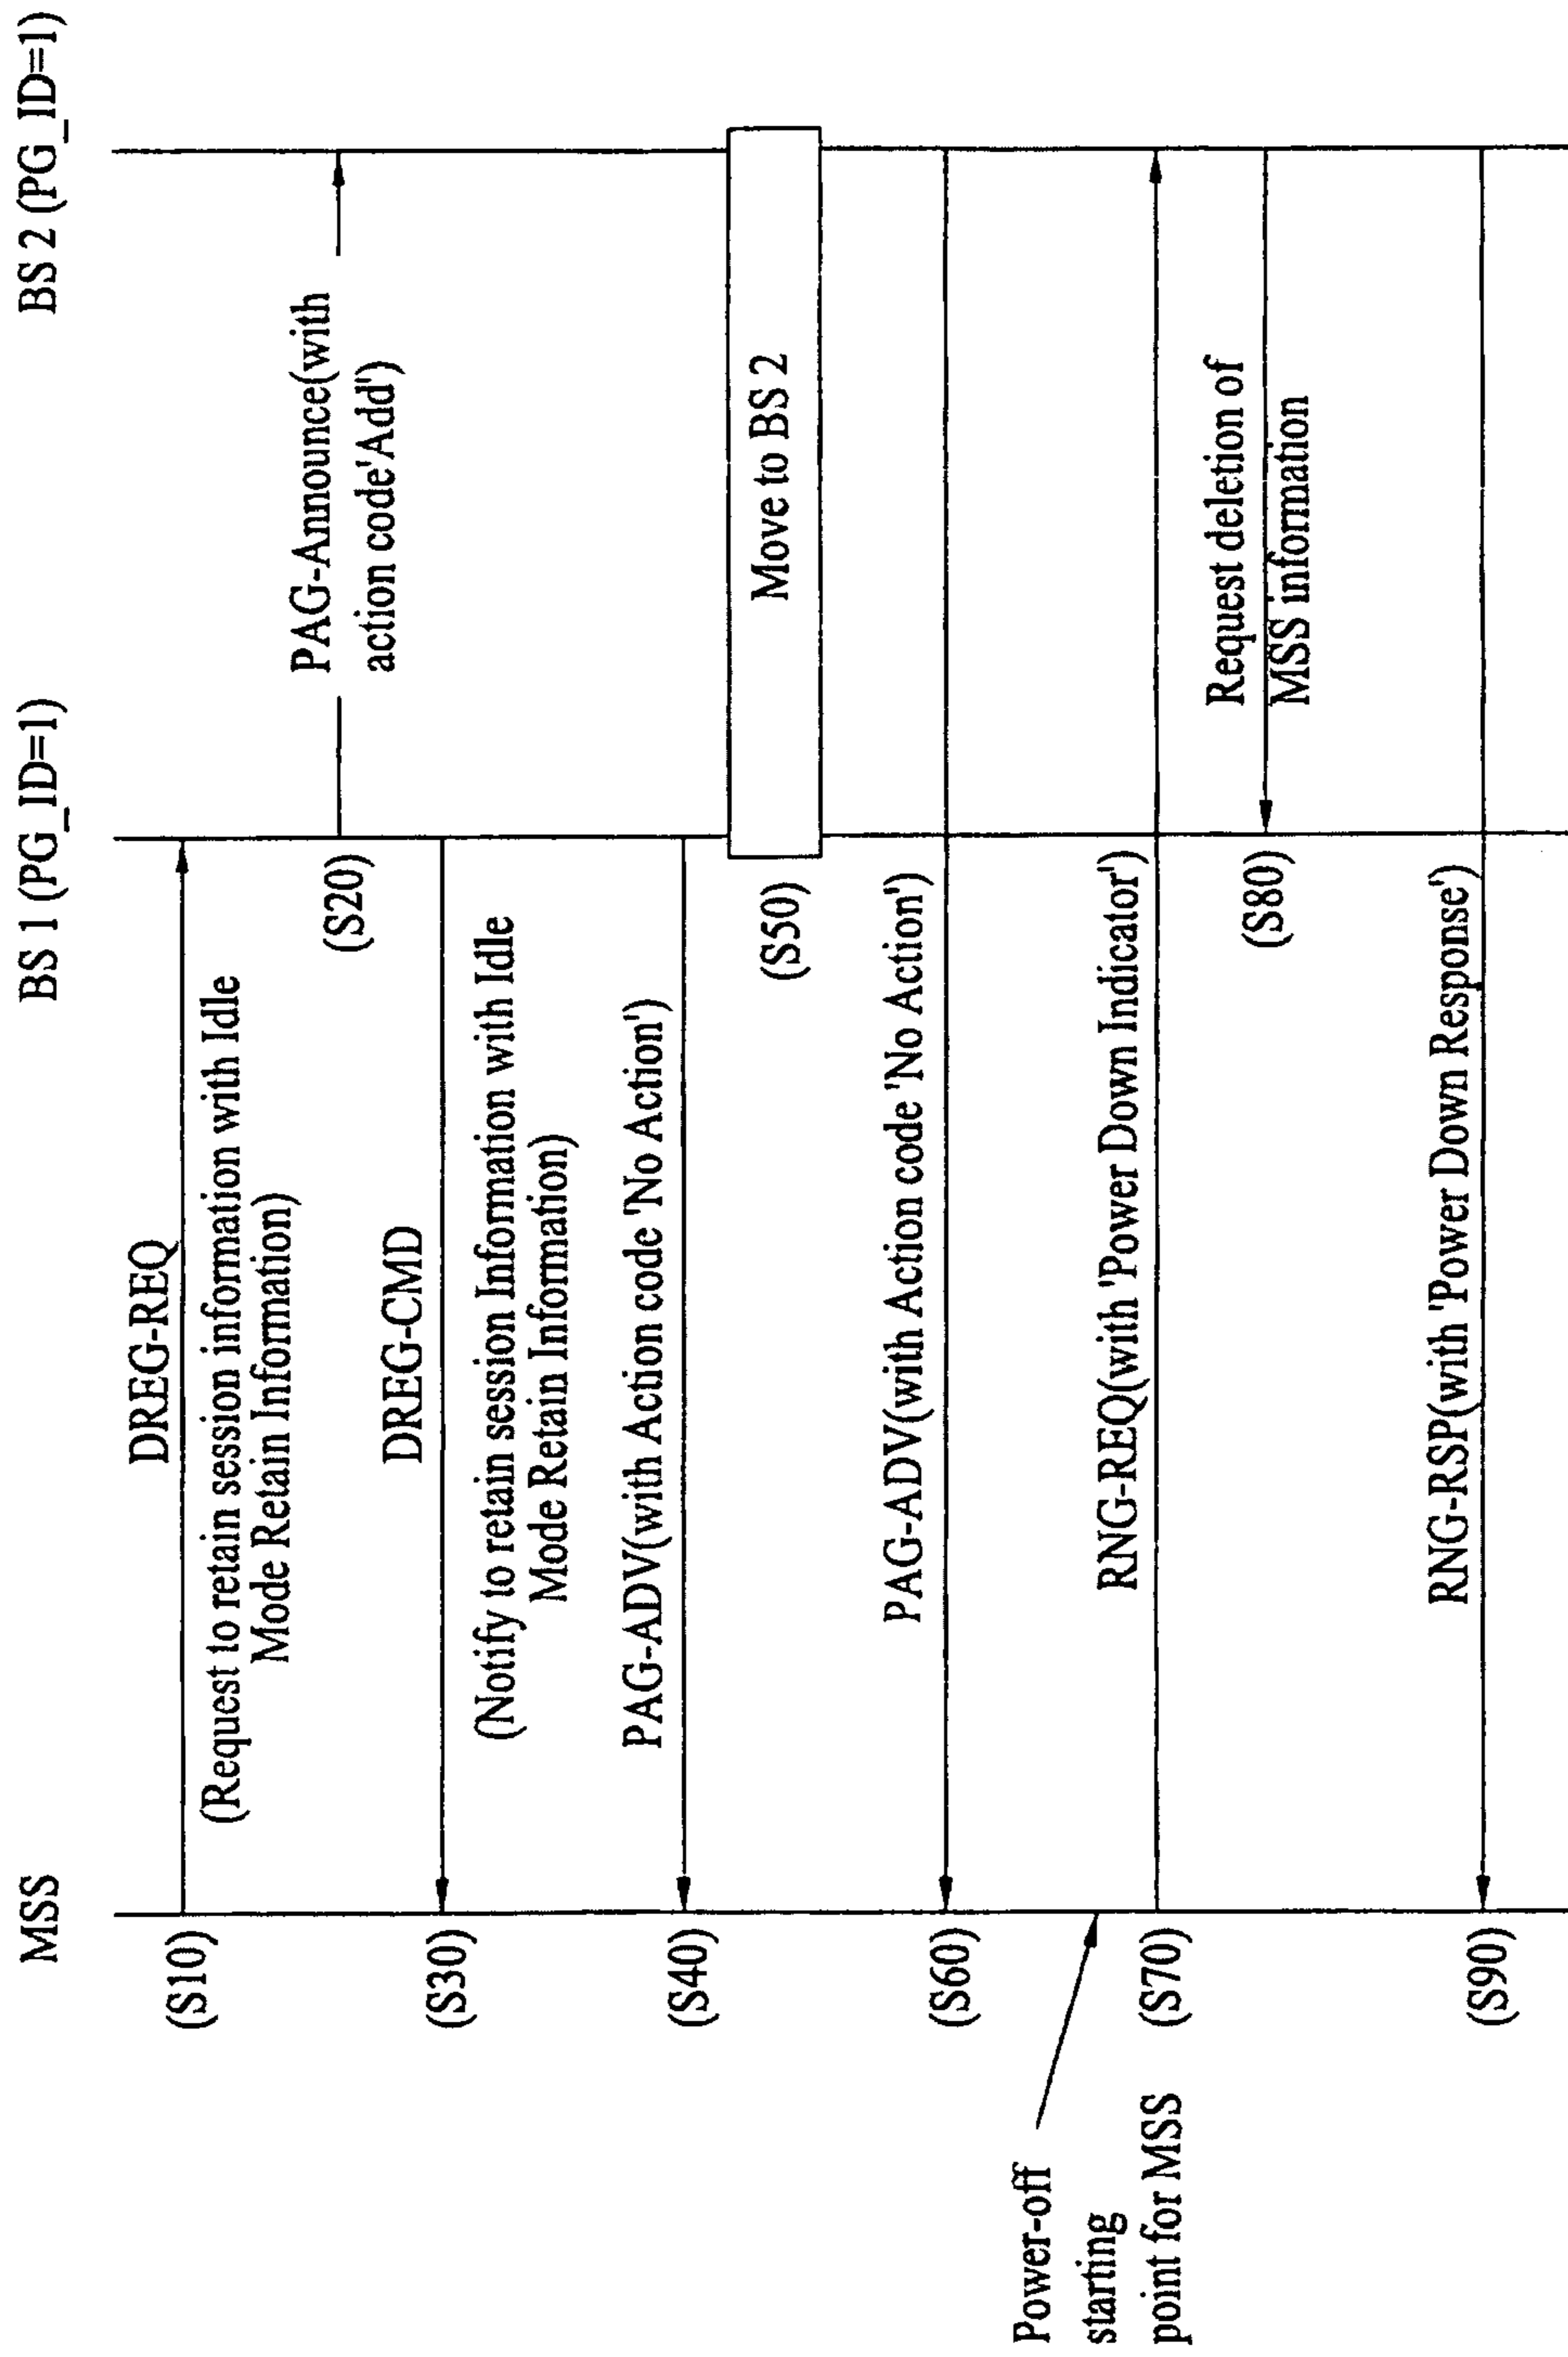 MSS
BS 1 (PG_ID=1)
BS 2 (PG_ID=1)
(S10)
DREG-REQ
(Request to retain session information with Idle
Mode Retain Information)
(S20)
PAG-Announce(with
action code'Add')
(S30)
DREG-CMD
(Notify to retain session Information with Idle
Mode Retain Information)
(S40)
PAG-ADV(with Action code 'No Action')
(S50)
Move to BS 2
(S60)
PAG-ADV(with Action code 'No Action')
Power-off
starting
point for MSS
(S70)
RNG-REQ(with 'Power Down Indicator')
(S80)
Request deletion of
MSS information
(S90)
RNG-RSP(with 'Power Down Response')